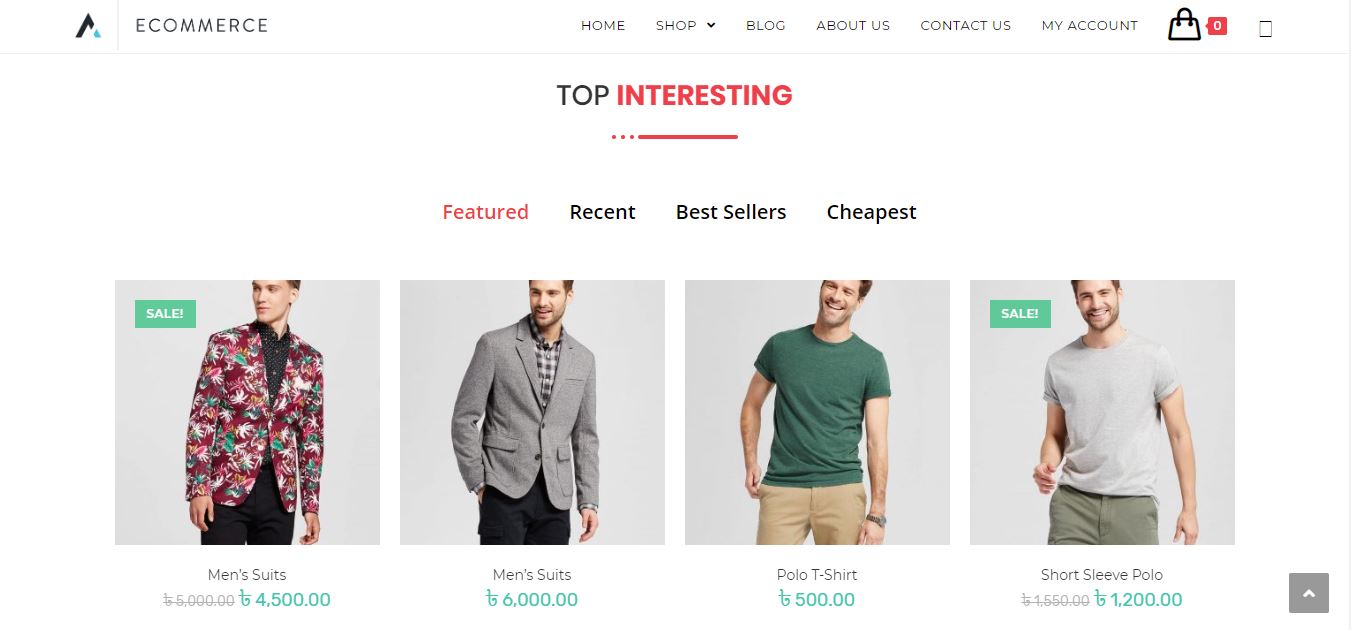 ECOMMERCE
HOME SHOP BLOG ABOUT US CONTACT US MY ACCOUNT 0
TOP INTERESTING
Featured Recent Best Sellers Cheapest
SALE! SALE!
Men's Suits Men's Suits Polo T-Shirt Short Sleeve Polo
৳ 5,000.00 ৳ 4,500.00 ৳ 6,000.00 ৳ 500.00 ৳ 1,550.00 ৳ 1,200.00